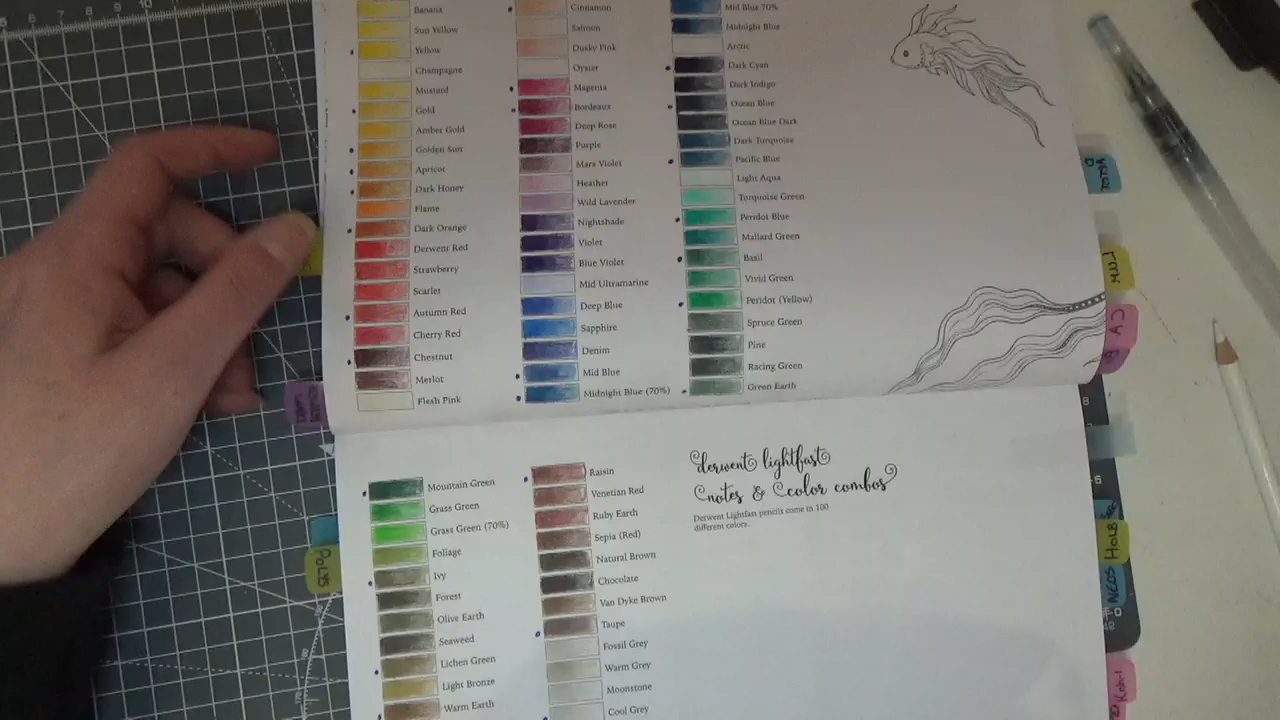 Banana
Sun Yellow
Yellow
Champagne
Mustard
Gold
Amber Gold
Golden Sun
Apricot
Dark Honey
Flame
Dark Orange
Derwent Red
Strawberry
Scarlet
Autumn Red
Cherry Red
Chestnut
Merlot
Flesh Pink
Cinnamon
Salmon
Dusky Pink
Oyster
Magenta
Bordeaux
Deep Rose
Purple
Mars Violet
Heather
Wild Lavender
Nightshade
Violet
Blue Violet
Mid Ultramarine
Deep Blue
Sapphire
Denim
Mid Blue
Midnight Blue (70%)
Mid Blue 70%
Midnight Blue
Arctic
Dark Cyan
Dark Indigo
Ocean Blue
Ocean Blue Dark
Dark Turquoise
Pacific Blue
Light Aqua
Turquoise Green
Peridot Blue
Mallard Green
Basil
Vivid Green
Peridot (Yellow)
Spruce Green
Pine
Racing Green
Green Earth
Mountain Green
Grass Green
Grass Green (70%)
Foliage
Ivy
Forest
Olive Earth
Seaweed
Lichen Green
Light Bronze
Warm Earth
Raisin
Venetian Red
Ruby Earth
Sepia (Red)
Natural Brown
Chocolate
Van Dyke Brown
Taupe
Fossil Grey
Warm Grey
Moonstone
Cool Grey
derwent lightfast
notes & color combos
Derwent Lightfast pencils come in 100
different colors.
POLYS
CA
HOLB
NEOS